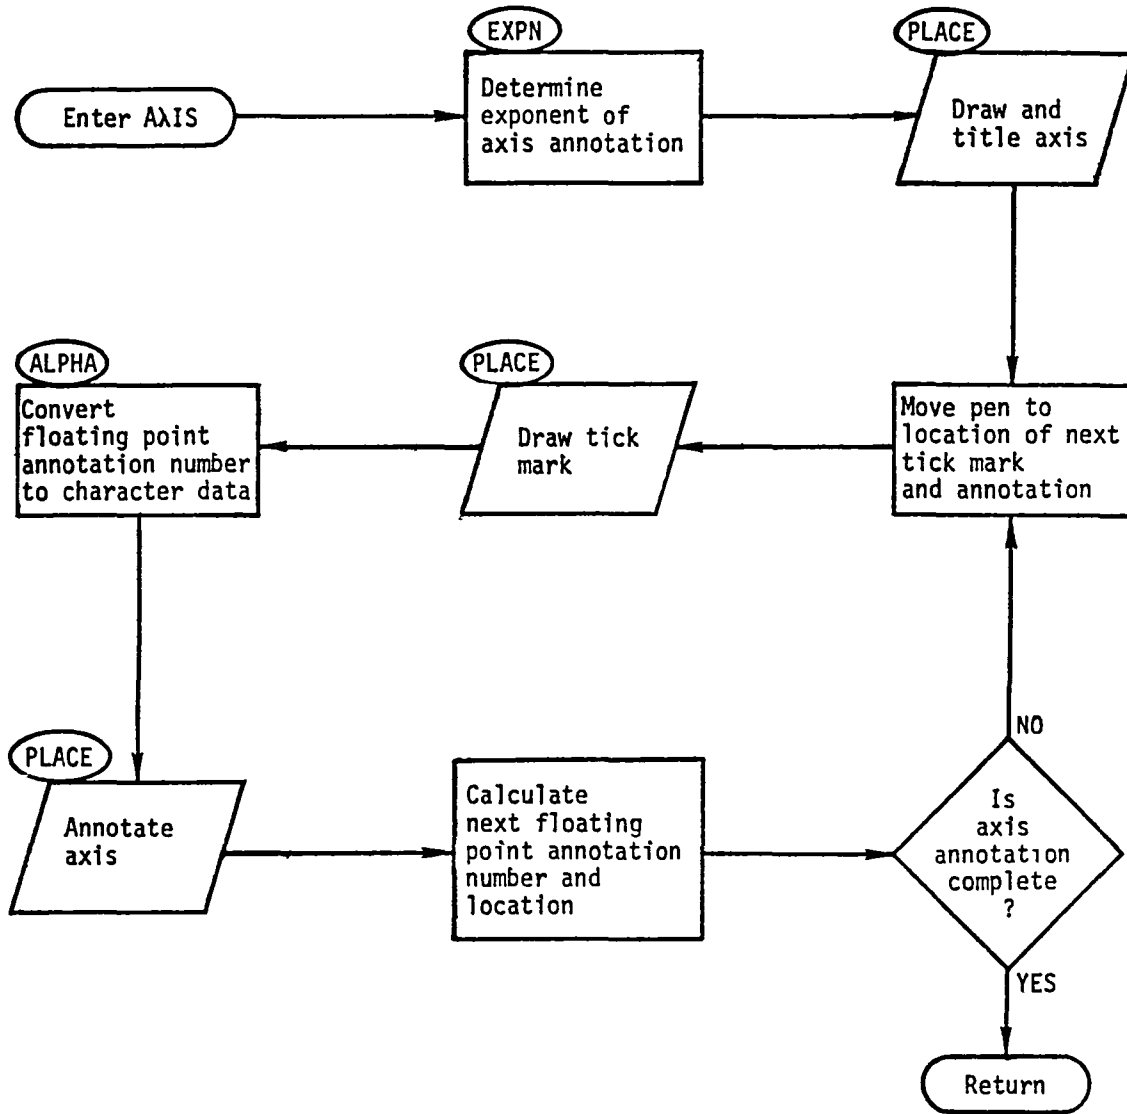 EXPN
PLACE
Enter AλIS
Determine
exponent of
axis annotation
Draw and
title axis
ALPHA
PLACE
Convert
floating point
annotation number
to character data
Draw tick
mark
Move pen to
location of next
tick mark
and annotation
NO
PLACE
Annotate
axis
Calculate
next floating
point annotation
number and
location
Is
axis
annotation
complete
?
YES
Return